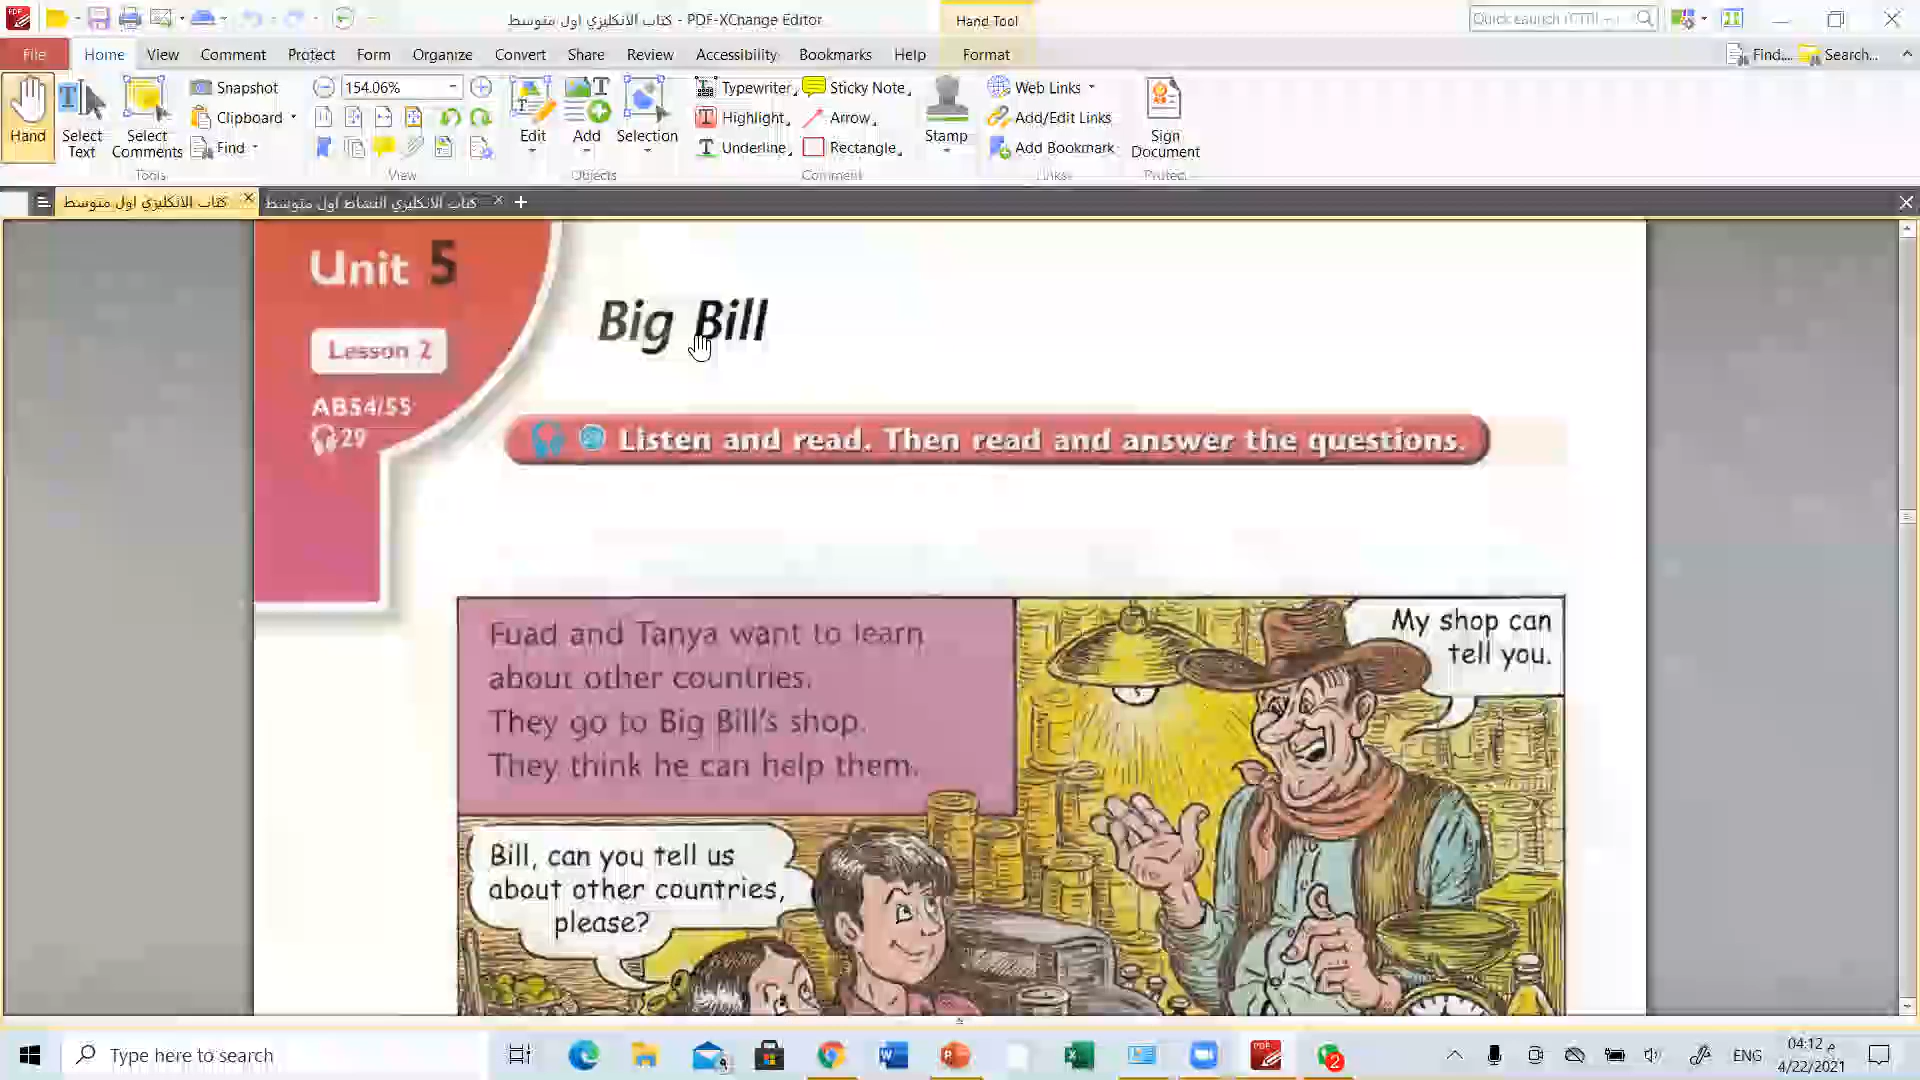 كتاب الانكليزي اول متوسط - PDF-XChange Editor
Hand Tool
Quick Launch (CTRL+.)
File Home View Comment Protect Form Organize Convert Share Review Accessibility Bookmarks Help Format
Find... Search...
Hand
Select Text
Select Comments
Snapshot
Clipboard
Find
Tools
154.06%
View
Edit
Add
Selection
Objects
Typewriter
Sticky Note
Highlight
Arrow
Underline
Rectangle
Stamp
Comment
Web Links
Add/Edit Links
Add Bookmark
Links
Sign Document
Protect
كتاب الانكليزي اول متوسط
كتاب الانكليزي النشاط اول متوسط
Unit 5
Lesson 2
AB54/55
29
Big Bill
Listen and read. Then read and answer the questions.
Fuad and Tanya want to learn
about other countries.
They go to Big Bill's shop.
They think he can help them.
My shop can
tell you.
Bill, can you tell us
about other countries,
please?
Type here to search
ENG
04:12 م
4/22/2021